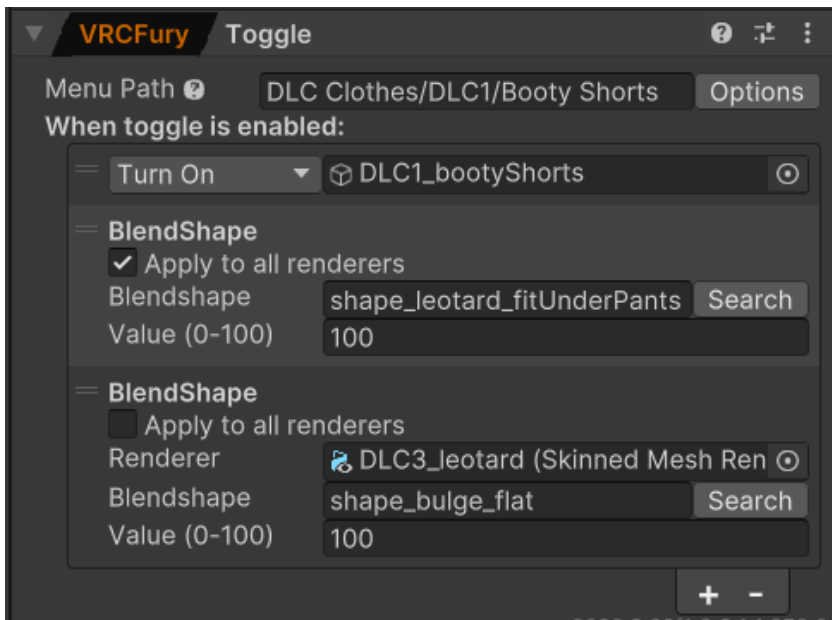 VRCFury Toggle
Menu Path DLC Clothes/DLC1/Booty Shorts Options
When toggle is enabled:
Turn On DLC1_bootyShorts
BlendShape
Apply to all renderers
Blendshape shape_leotard_fitUnderPants Search
Value (0-100) 100
BlendShape
Apply to all renderers
Renderer DLC3_leotard (Skinned Mesh Ren
Blendshape shape_bulge_flat Search
Value (0-100) 100
+ -